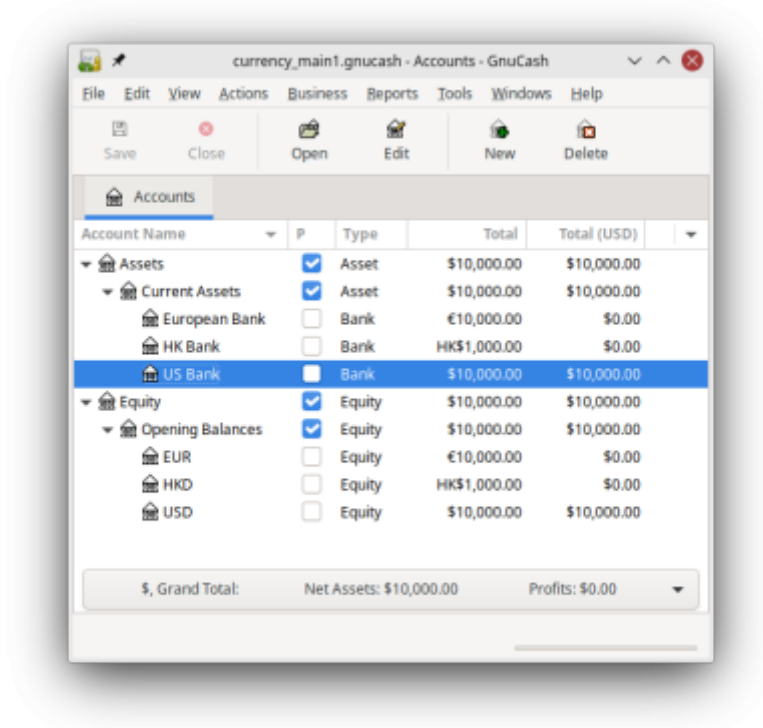 currency_main1.gnucash - Accounts - GnuCash
File Edit View Actions Business Reports Tools Windows Help
Save Close Open Edit New Delete
Accounts
Account Name P Type Total Total (USD)
Assets Asset $10,000.00 $10,000.00
Current Assets Asset $10,000.00 $10,000.00
European Bank Bank €10,000.00 $0.00
HK Bank Bank HK$1,000.00 $0.00
US Bank Bank $10,000.00 $10,000.00
Equity Equity $10,000.00 $10,000.00
Opening Balances Equity $10,000.00 $10,000.00
EUR Equity €10,000.00 $0.00
HKD Equity HK$1,000.00 $0.00
USD Equity $10,000.00 $10,000.00
$, Grand Total: Net Assets: $10,000.00 Profits: $0.00